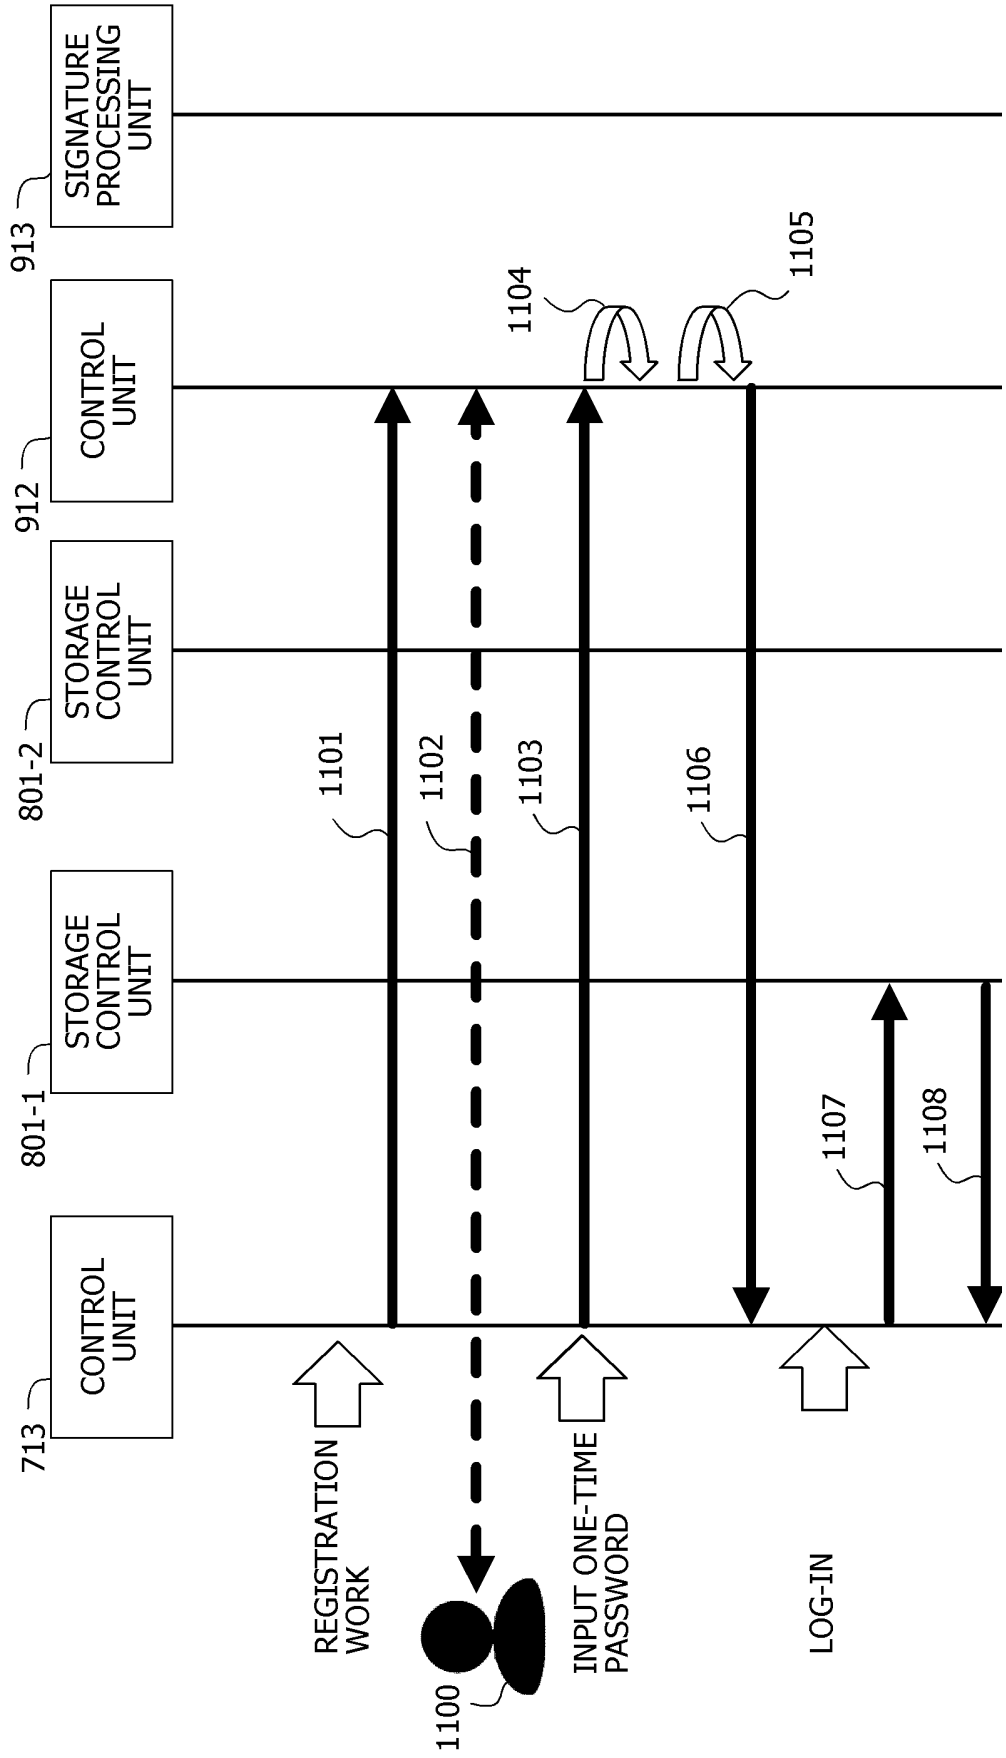 713
CONTROL
UNIT
801-1
STORAGE
CONTROL
UNIT
801-2
STORAGE
CONTROL
UNIT
912
CONTROL
UNIT
913
SIGNATURE
PROCESSING
UNIT
REGISTRATION
WORK
1101
1100
1102
INPUT ONE-TIME
PASSWORD
1103
1104
1106
1105
LOG-IN
1107
1108